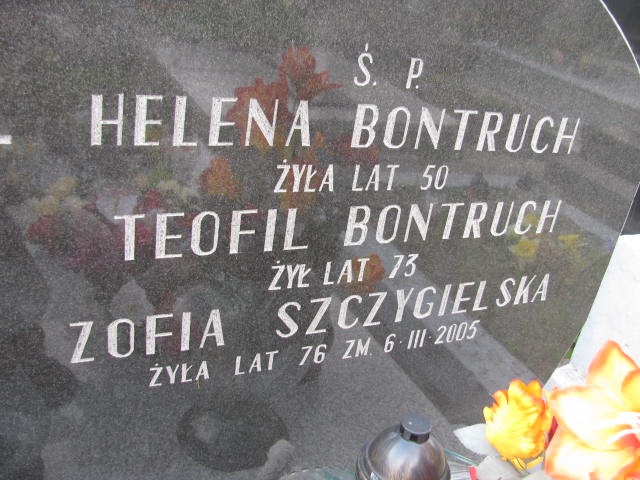 Ś. P.
HELENA BONTRUCH
ŻYŁA LAT 50
TEOFIL BONTRUCH
ŻYŁ LAT 73
ZOFIA SZCZYGIELSKA
ŻYŁA LAT 76 ZM. 6·III·2005